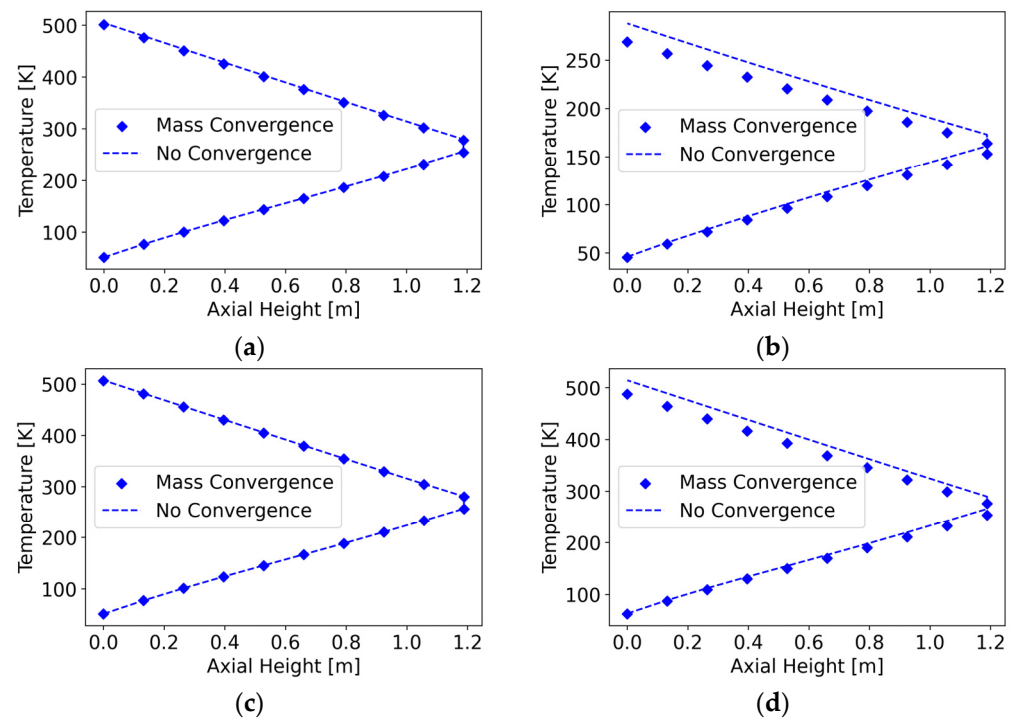 500
400
300
200
100
Temperature [K]
Mass Convergence
No Convergence
0.0 0.2 0.4 0.6 0.8 1.0 1.2
Axial Height [m]
(a)
250
200
150
100
50
Temperature [K]
Mass Convergence
No Convergence
0.0 0.2 0.4 0.6 0.8 1.0 1.2
Axial Height [m]
(b)
500
400
300
200
100
Temperature [K]
Mass Convergence
No Convergence
0.0 0.2 0.4 0.6 0.8 1.0 1.2
Axial Height [m]
(c)
500
400
300
200
100
Temperature [K]
Mass Convergence
No Convergence
0.0 0.2 0.4 0.6 0.8 1.0 1.2
Axial Height [m]
(d)